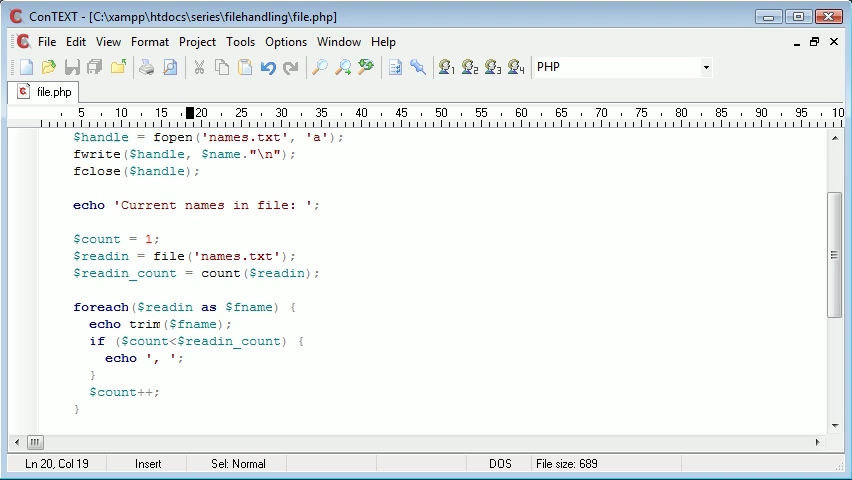 ConTEXT - [C:\xampp\htdocs\series\filehandling\file.php]
File Edit View Format Project Tools Options Window Help
1 2 3 4 PHP
file.php
5 10 15 20 25 30 35 40 45 50 55 60 65 70 75 80 85 90 95 10
$handle = fopen('names.txt', 'a');
fwrite($handle, $name."\n");
fclose($handle);
echo 'Current names in file: ';
$count = 1;
$readin = file('names.txt');
$readin_count = count($readin);
foreach($readin as $fname) {
echo trim($fname);
if ($count<$readin_count) {
echo ', ';
}
$count++;
}
Ln 20, Col 19 Insert Sel: Normal DOS File size: 689